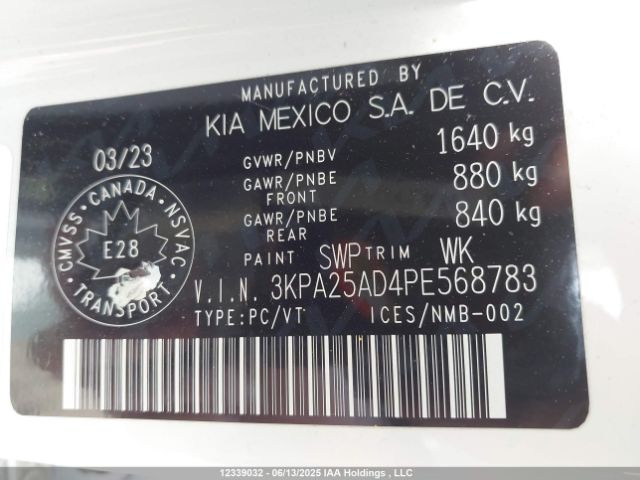 MANUFACTURED BY
KIA MEXICO S.A. DE C.V.
03/23
GVWR/PNBV 1640 kg
GAWR/PNBE FRONT 880 kg
GAWR/PNBE REAR 840 kg
PAINT SWP TRIM WK
V.I.N. 3KPA25AD4PE568783
TYPE:PC/VT ICES/NMB-002
CMVSS • CANADA • NSVAC
E28
TRANSPORT
12339032 - 06/13/2025 IAA Holdings , LLC